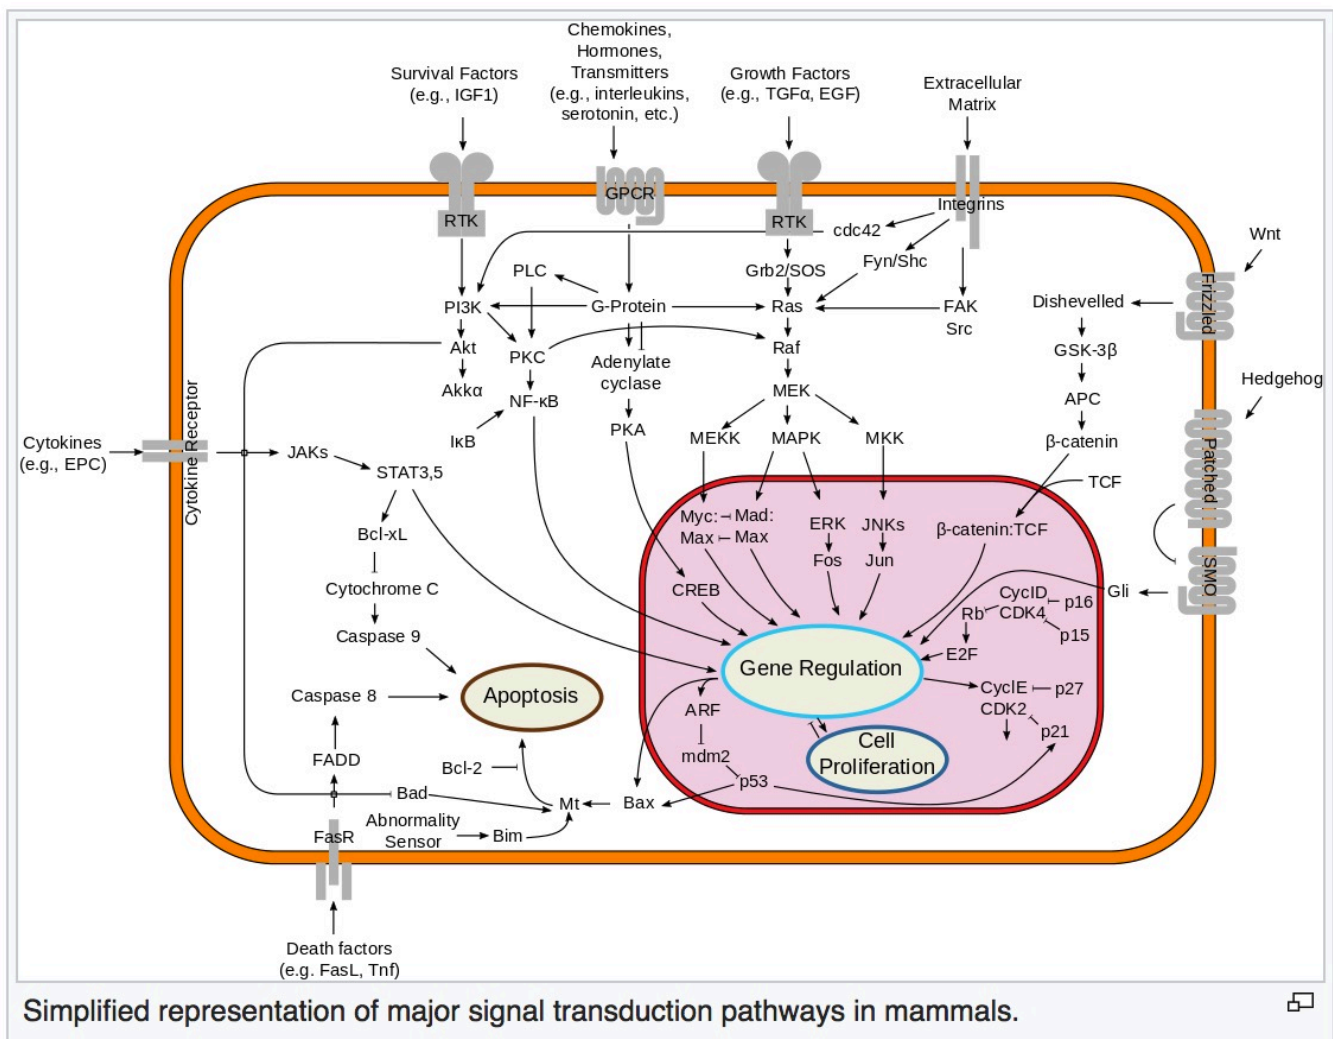 Chemokines,
Hormones,
Transmitters
(e.g., interleukins,
serotonin, etc.)
Survival Factors
(e.g., IGF1)
Growth Factors
(e.g., TGFα, EGF)
Extracellular
Matrix
RTK
GPCR
RTK
Integrins
cdc42
Wnt
Fyn/Shc
PLC
Grb2/SOS
Frizzled
Dishevelled
PI3K
G-Protein
Ras
FAK
Src
Akt
PKC
Adenylate
cyclase
Raf
GSK-3β
Hedgehog
Akkα
NF-κB
MEK
APC
IκB
PKA
MEKK
MAPK
MKK
β-catenin
Cytokines
(e.g., EPC)
Cytokine Receptor
JAKs
STAT3,5
Patched
TCF
Myc:
Max
Mad:
Max
ERK
JNKs
β-catenin:TCF
Bcl-xL
Fos
Jun
SMO
Cytochrome C
CREB
Gli
CyclD
CDK4
p16
Rb
p15
Caspase 9
E2F
Gene Regulation
Caspase 8
Apoptosis
CyclE
CDK2
p27
ARF
p21
FADD
Bcl-2
mdm2
Cell
Proliferation
p53
Bad
Mt
Bax
Abnormality
Sensor
Bim
FasR
Death factors
(e.g. FasL, Tnf)
Simplified representation of major signal transduction pathways in mammals.